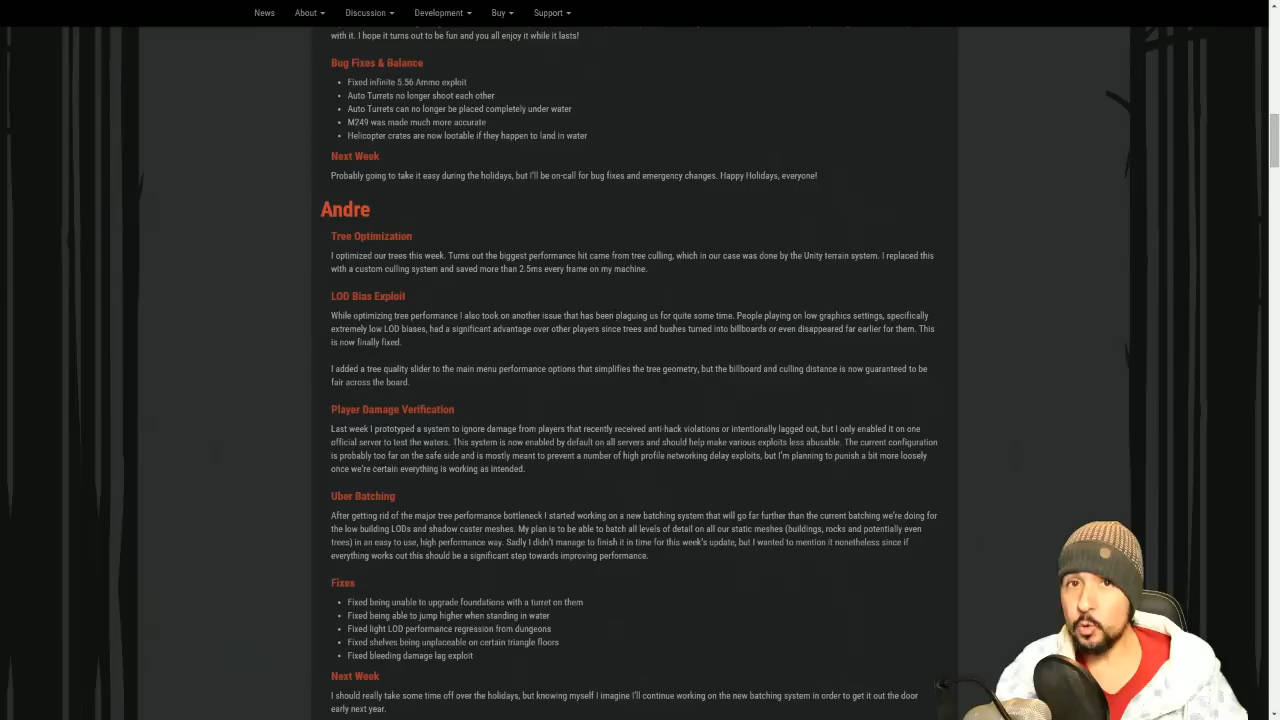 News About Discussion Development Buy Support
with it. I hope it turns out to be fun and you all enjoy it while it lasts!
Bug Fixes & Balance
• Fixed infinite 5.56 Ammo exploit
• Auto Turrets no longer shoot each other
• Auto Turrets can no longer be placed completely under water
• M249 was made much more accurate
• Helicopter crates are now lootable if they happen to land in water
Next Week
Probably going to take it easy during the holidays, but I'll be on-call for bug fixes and emergency changes. Happy Holidays, everyone!
Andre
Tree Optimization
I optimized our trees this week. Turns out the biggest performance hit came from tree culling, which in our case was done by the Unity terrain system. I replaced this
with a custom culling system and saved more than 2.5ms every frame on my machine.
LOD Bias Exploit
While optimizing tree performance I also took on another issue that has been plaguing us for quite some time. People playing on low graphics settings, specifically
extremely low LOD biases, had a significant advantage over other players since trees and bushes turned into billboards or even disappeared far earlier for them. This
is now finally fixed.
I added a tree quality slider to the main menu performance options that simplifies the tree geometry, but the billboard and culling distance is now guaranteed to be
fair across the board.
Player Damage Verification
Last week I prototyped a system to ignore damage from players that recently received anti-hack violations or intentionally lagged out, but I only enabled it on one
official server to test the waters. This system is now enabled by default on all servers and should help make various exploits less abusable. The current configuration
is probably too far on the safe side and is mostly meant to prevent a number of high profile networking delay exploits, but I'm planning to punish a bit more loosely
once we're certain everything is working as intended.
Uber Batching
After getting rid of the major tree performance bottleneck I started working on a new batching system that will go far further than the current batching we're doing for
the low building LODs and shadow caster meshes. My plan is to be able to batch all levels of detail on all our static meshes (buildings, rocks and potentially even
trees) in an easy to use, high performance way. Sadly I didn't manage to finish it in time for this week's update, but I wanted to mention it nonetheless since if
everything works out this should be a significant step towards improving performance.
Fixes
• Fixed being unable to upgrade foundations with a turret on them
• Fixed being able to jump higher when standing in water
• Fixed light LOD performance regression from dungeons
• Fixed shelves being unplaceable on certain triangle floors
• Fixed bleeding damage lag exploit
Next Week
I should really take some time off over the holidays, but knowing myself I imagine I'll continue working on the new batching system in order to get it out the door
early next year.